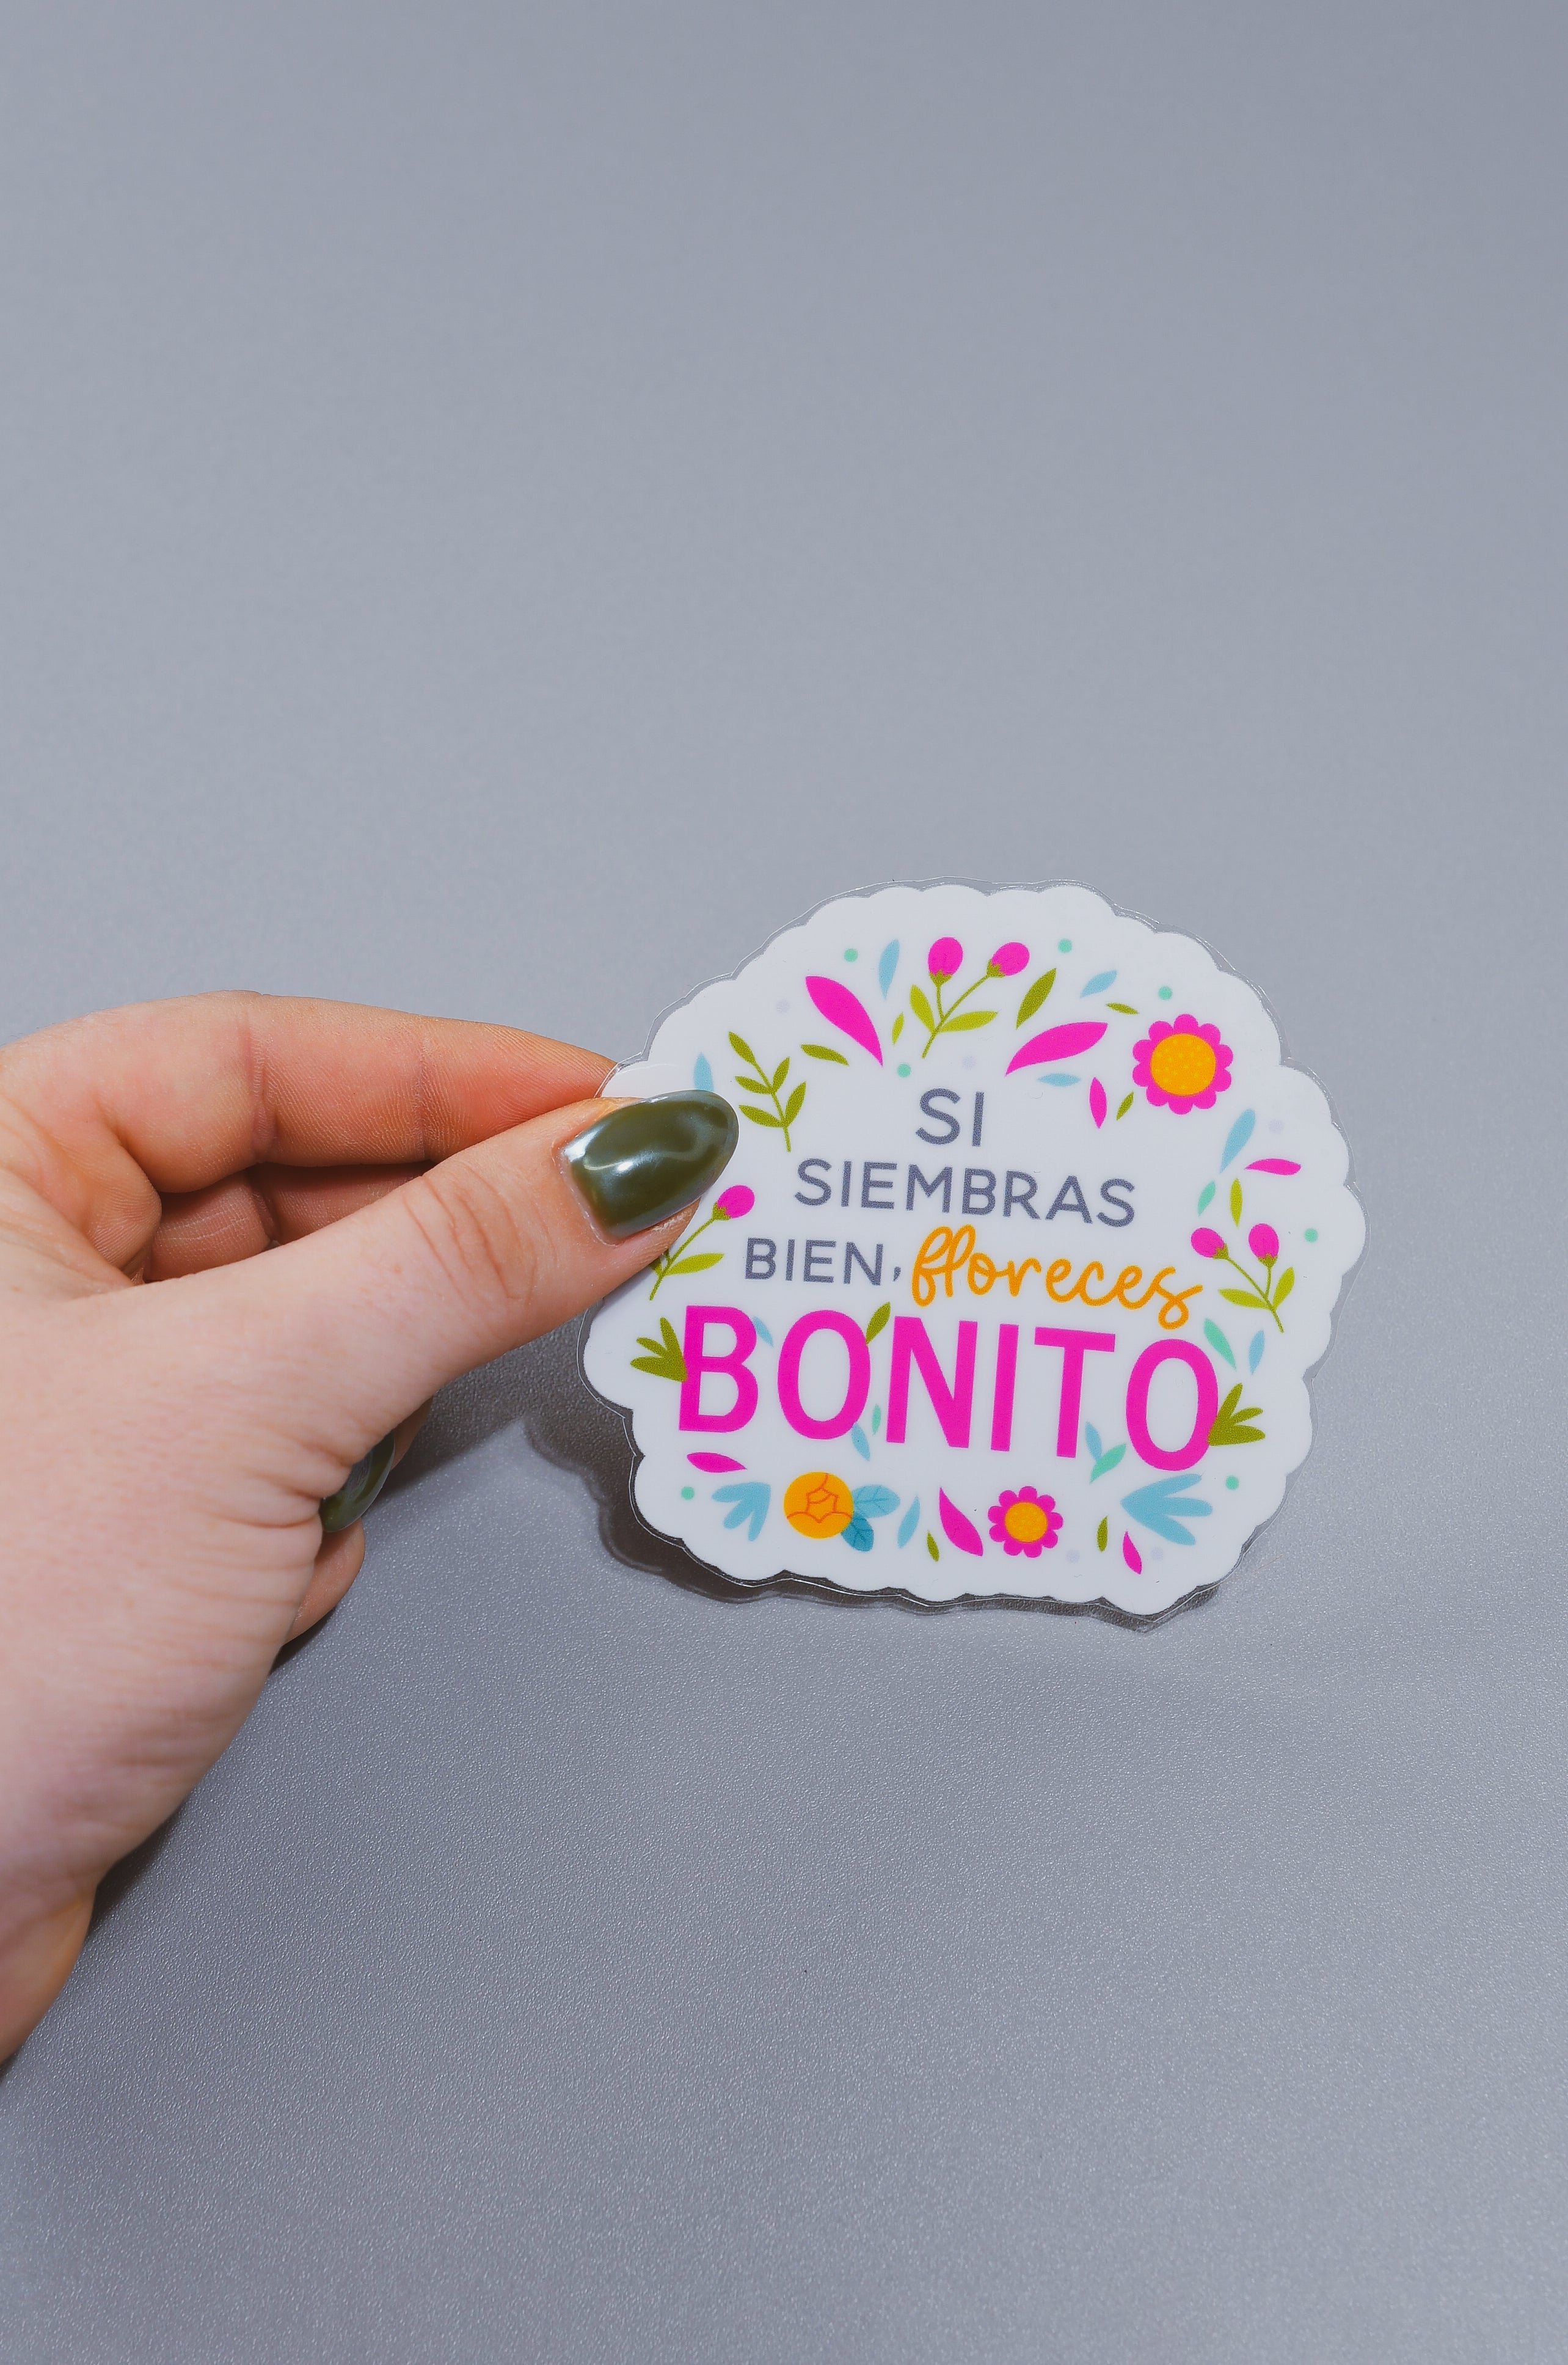 SI
SIEMBRAS
BIEN, floreces
BONITO